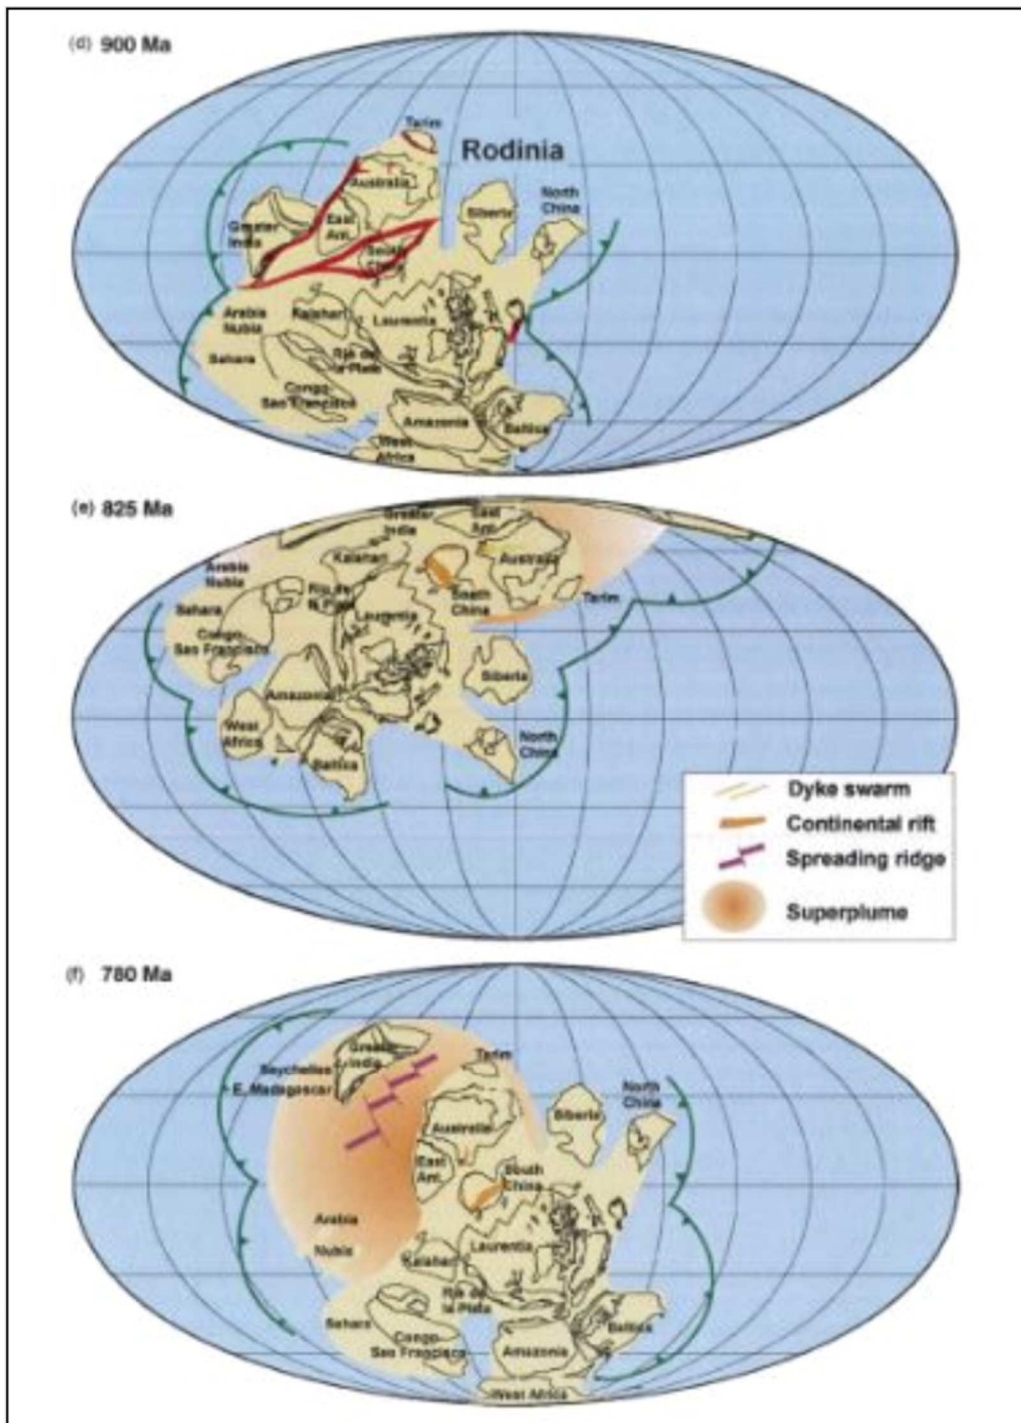 (d) 900 Ma
Tarim
Rodinia
Australia
North
China
Siberia
Greater
India
East
Ant.
South
China
Arabia
Nubia
Kalahari
Laurentia
Sahara
Rio de
la Plata
Congo-
Sao Francisco
Amazonia
Baltica
West
Africa
(e) 825 Ma
Greater
India
East
Ant.
Kalahari
Australia
Arabia
Nubia
Rio de
la Plata
South
China
Tarim
Sahara
Laurentia
Congo-
Sao Francisco
Siberia
Amazonia
West
Africa
North
China
Baltica
Dyke swarm
Continental rift
Spreading ridge
Superplume
(f) 780 Ma
Greater
India
Seychelles
E. Madagascar
Tarim
North
China
Siberia
Australia
East
Ant.
South
China
Arabia
Nubia
Laurentia
Kalahari
Rio de
la Plata
Sahara
Congo-
Sao Francisco
Baltica
Amazonia
West Africa